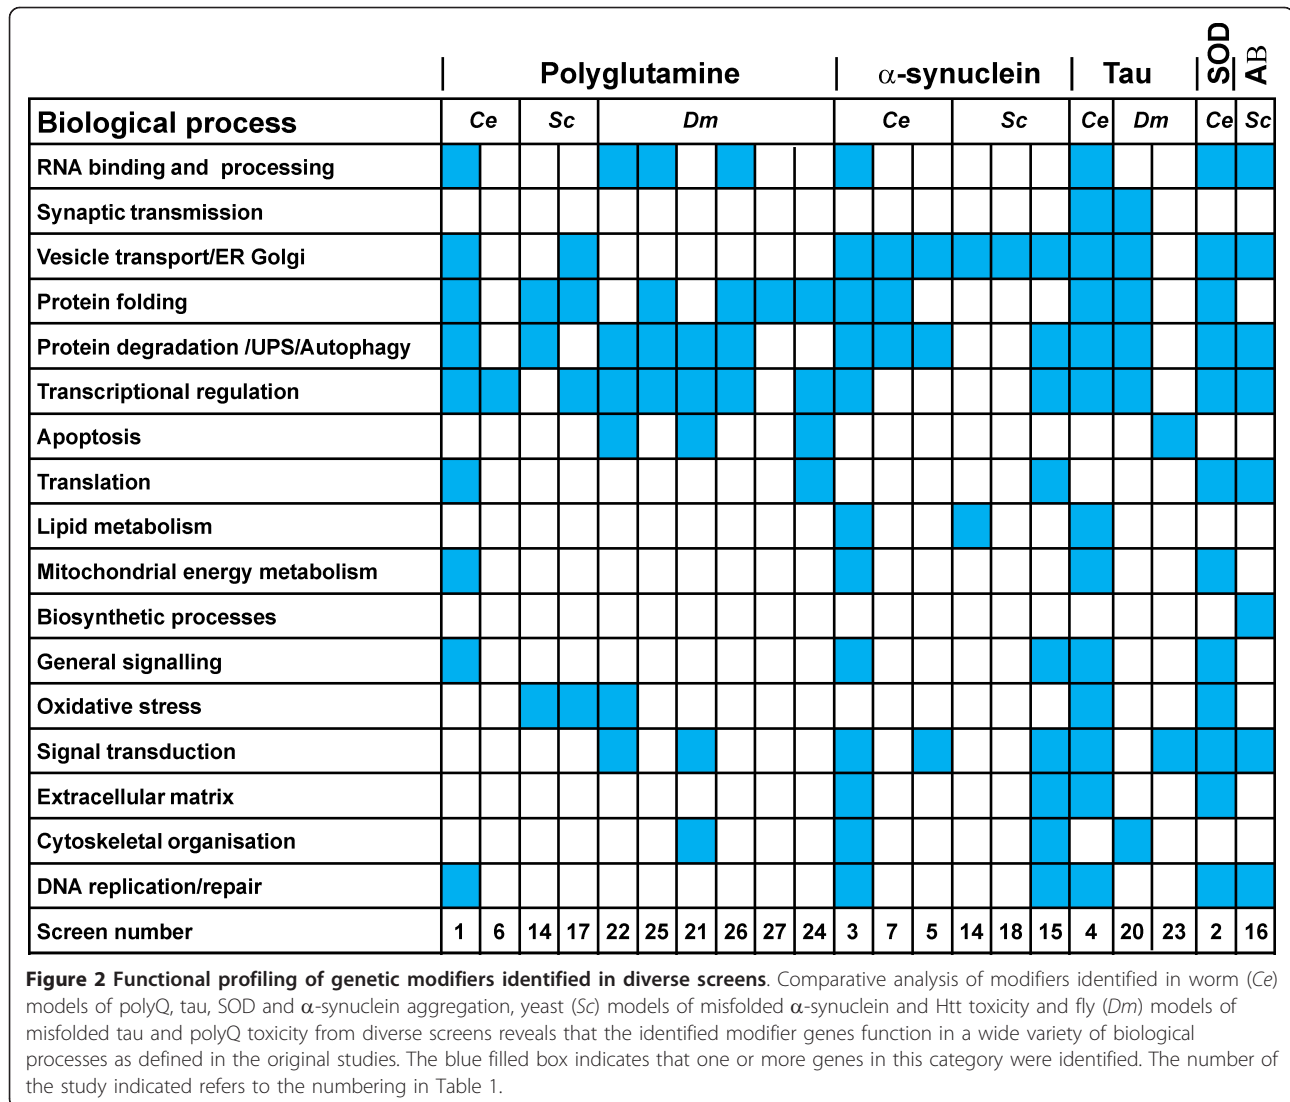 Polyglutamine α-synuclein Tau SOD AB
Biological process Ce Sc Dm Ce Sc Ce Dm Ce Sc
RNA binding and processing
Synaptic transmission
Vesicle transport/ER Golgi
Protein folding
Protein degradation /UPS/Autophagy
Transcriptional regulation
Apoptosis
Translation
Lipid metabolism
Mitochondrial energy metabolism
Biosynthetic processes
General signalling
Oxidative stress
Signal transduction
Extracellular matrix
Cytoskeletal organisation
DNA replication/repair
Screen number 1 6 14 17 22 25 21 26 27 24 3 7 5 14 18 15 4 20 23 2 16
Figure 2 Functional profiling of genetic modifiers identified in diverse screens. Comparative analysis of modifiers identified in worm (Ce)
models of polyQ, tau, SOD and α-synuclein aggregation, yeast (Sc) models of misfolded α-synuclein and Htt toxicity and fly (Dm) models of
misfolded tau and polyQ toxicity from diverse screens reveals that the identified modifier genes function in a wide variety of biological
processes as defined in the original studies. The blue filled box indicates that one or more genes in this category were identified. The number of
the study indicated refers to the numbering in Table 1.